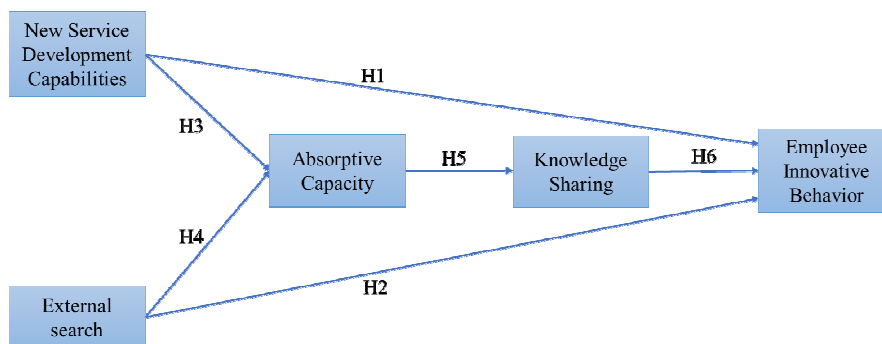 New Service
Development
Capabilities
H1
H3
Absorptive
Capacity
H5
Knowledge
Sharing
H6
Employee
Innovative
Behavior
H4
H2
External
search